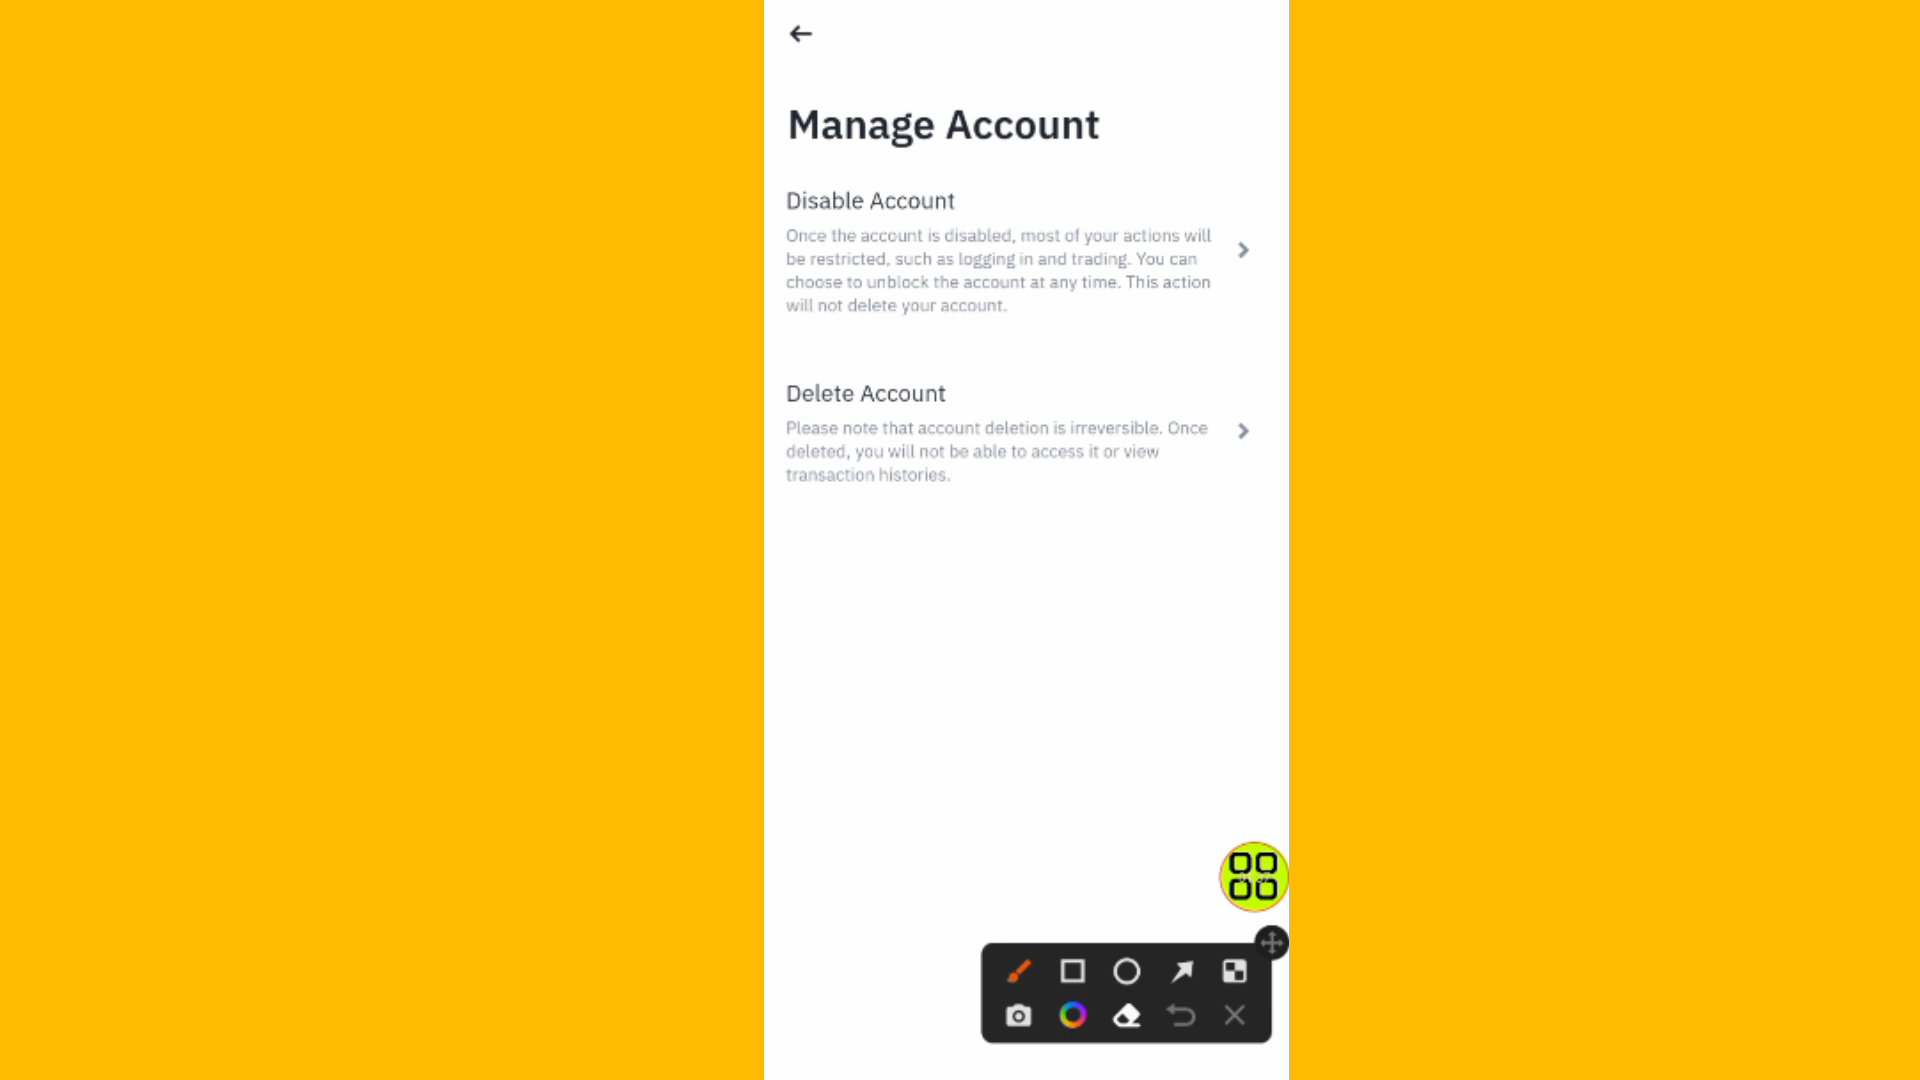 Manage Account
Disable Account
Once the account is disabled, most of your actions will
be restricted, such as logging in and trading. You can
choose to unblock the account at any time. This action
will not delete your account.
Delete Account
Please note that account deletion is irreversible. Once
deleted, you will not be able to access it or view
transaction histories.